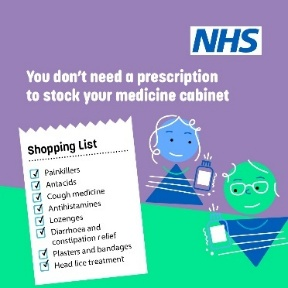 NHS
You don't need a prescription
to stock your medicine cabinet
Shopping List
Painkillers
Antacids
Cough medicine
Antihistamines
Lozenges
Diarrhoea and
constipation relief
Plasters and bandages
Head lice treatment